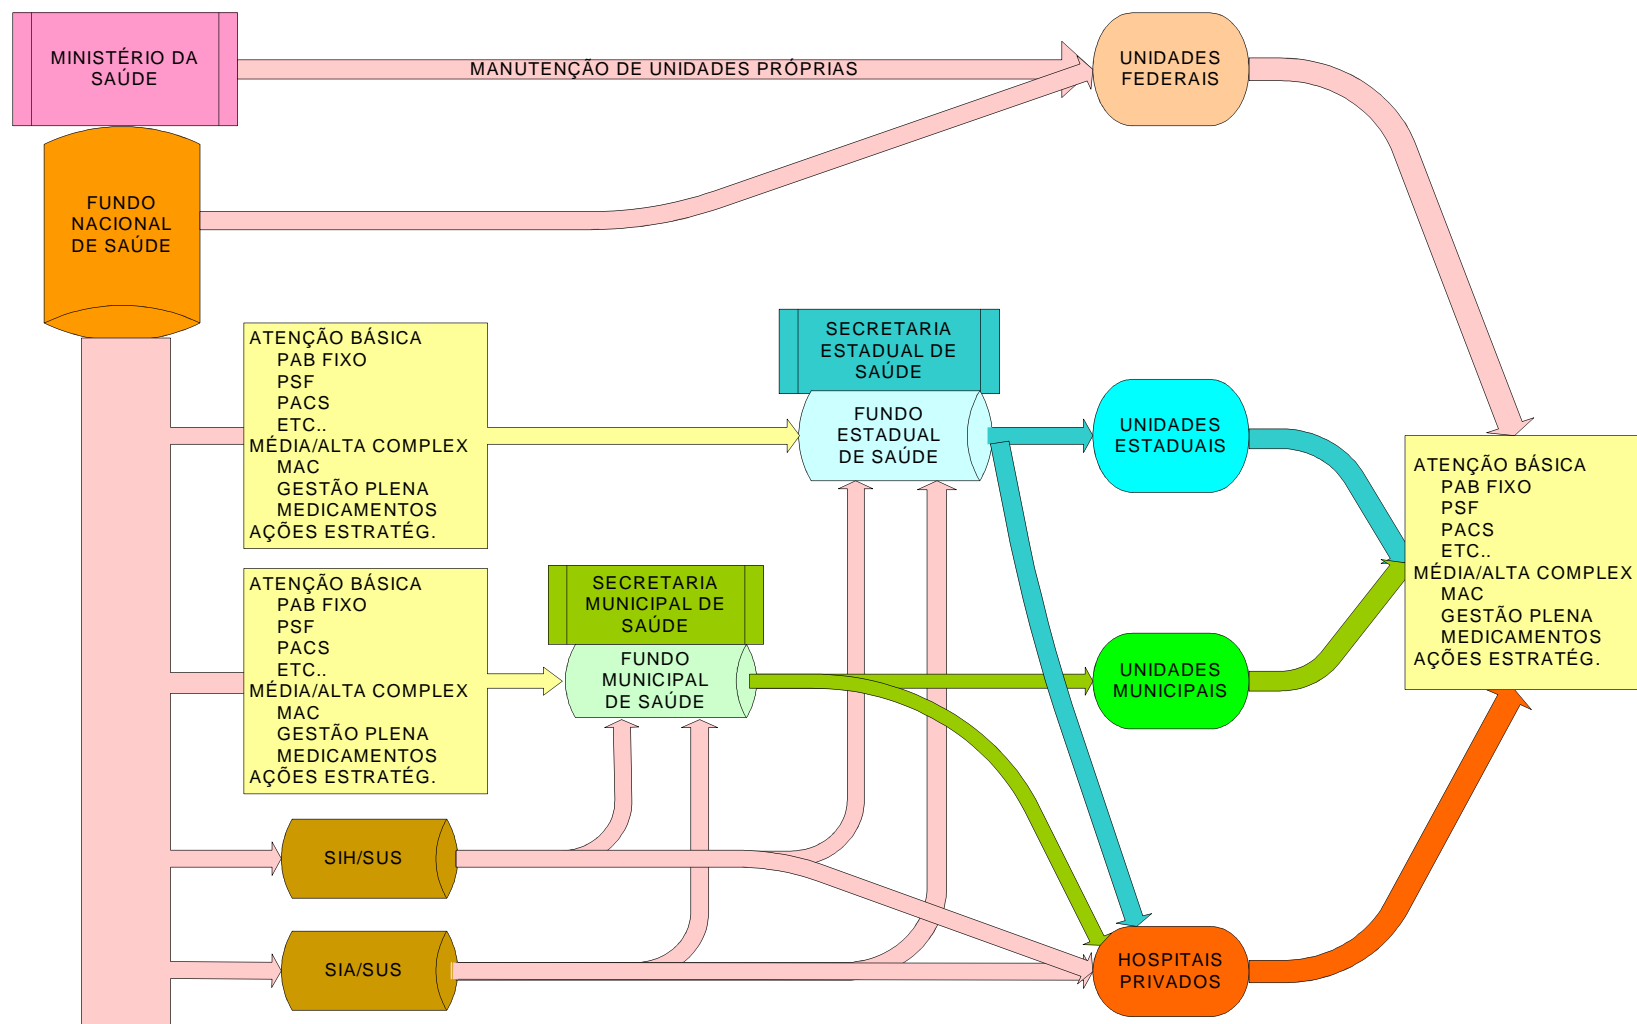 MINISTÉRIO DA
SAÚDE
MANUTENÇÃO DE UNIDADES PRÓPRIAS
UNIDADES
FEDERAIS
FUNDO
NACIONAL
DE SAÚDE
ATENÇÃO BÁSICA
PAB FIXO
PSF
PACS
ETC..
MÉDIA/ALTA COMPLEX
MAC
GESTÃO PLENA
MEDICAMENTOS
AÇÕES ESTRATÉG.
SECRETARIA
ESTADUAL DE
SAÚDE
FUNDO
ESTADUAL
DE SAÚDE
UNIDADES
ESTADUAIS
ATENÇÃO BÁSICA
PAB FIXO
PSF
PACS
ETC..
MÉDIA/ALTA COMPLEX
MAC
GESTÃO PLENA
MEDICAMENTOS
AÇÕES ESTRATÉG.
ATENÇÃO BÁSICA
PAB FIXO
PSF
PACS
ETC..
MÉDIA/ALTA COMPLEX
MAC
GESTÃO PLENA
MEDICAMENTOS
AÇÕES ESTRATÉG.
SECRETARIA
MUNICIPAL DE
SAÚDE
FUNDO
MUNICIPAL
DE SAÚDE
UNIDADES
MUNICIPAIS
SIH/SUS
SIA/SUS
HOSPITAIS
PRIVADOS